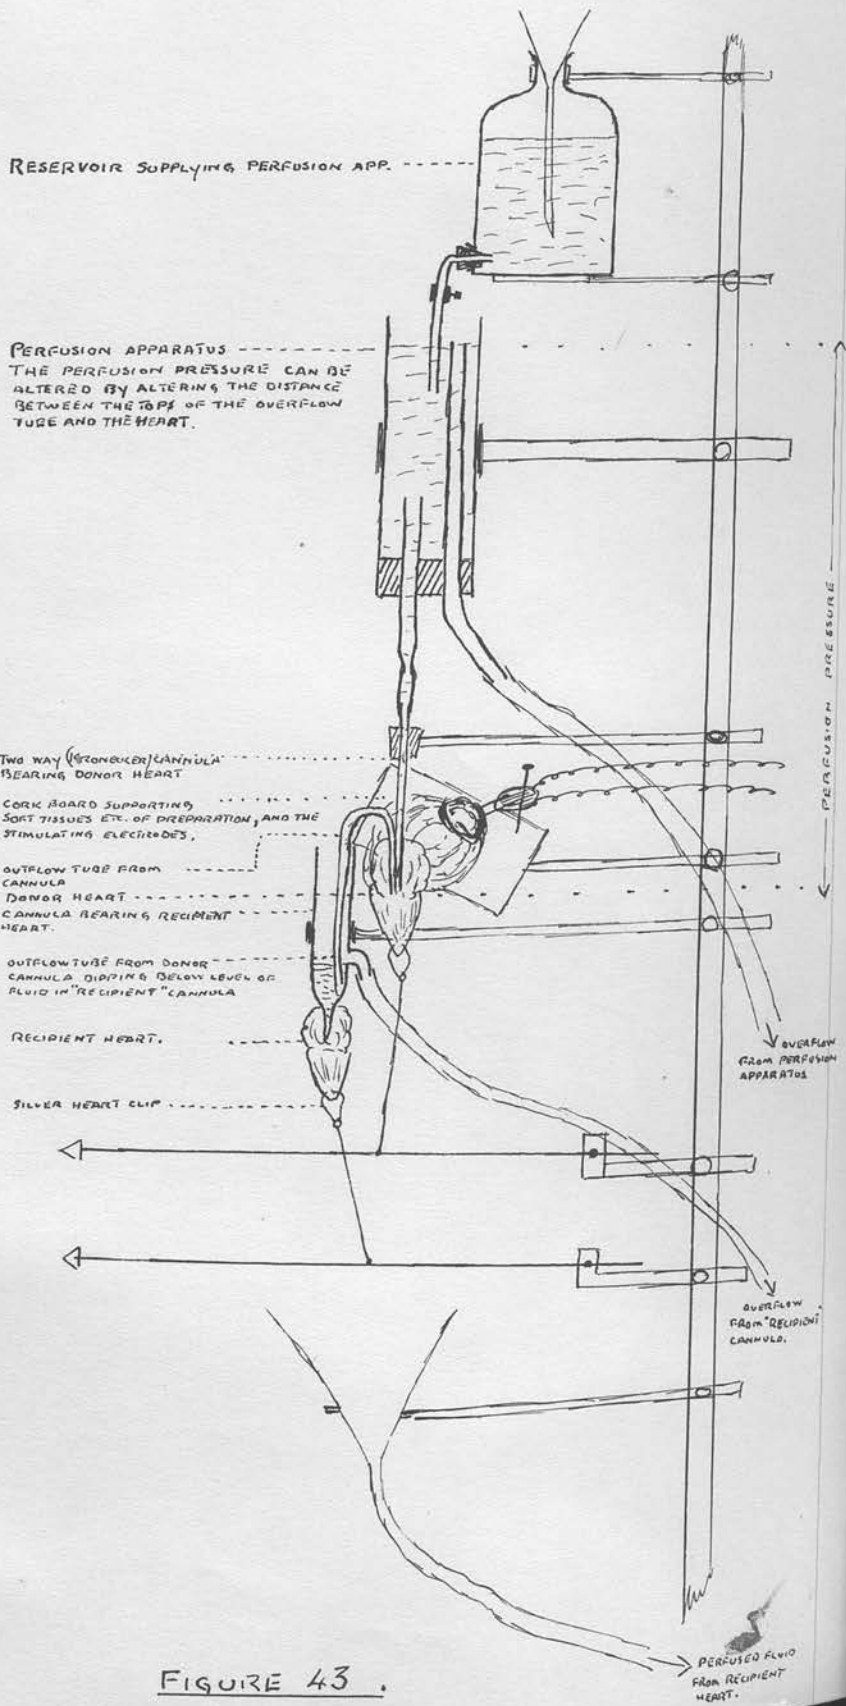 RESERVOIR SUPPLYING PERFUSION APP.
PERFUSION APPARATUS
THE PERFUSION PRESSURE CAN BE
ALTERED BY ALTERING THE DISTANCE
BETWEEN THE TOPS OF THE OVERFLOW
TUBE AND THE HEART.
PERFUSION PRESSURE
TWO WAY (KRONECKER) CANNULA
BEARING DONOR HEART
CORK BOARD SUPPORTING
SOFT TISSUES ETC. OF PREPARATION, AND THE
STIMULATING ELECTRODES.
OUTFLOW TUBE FROM
CANNULA
DONOR HEART
CANNULA BEARING RECIPIENT
HEART.
OUTFLOW TUBE FROM DONOR
CANNULA DIPPING BELOW LEVEL OF
FLUID IN "RECIPIENT" CANNULA
RECIPIENT HEART.
SILVER HEART CLIP
OVERFLOW
FROM PERFUSION
APPARATUS
OVERFLOW
FROM "RECIPIENT"
CANNULA.
PERFUSED FLUID
FROM RECIPIENT
HEART.
FIGURE 43.